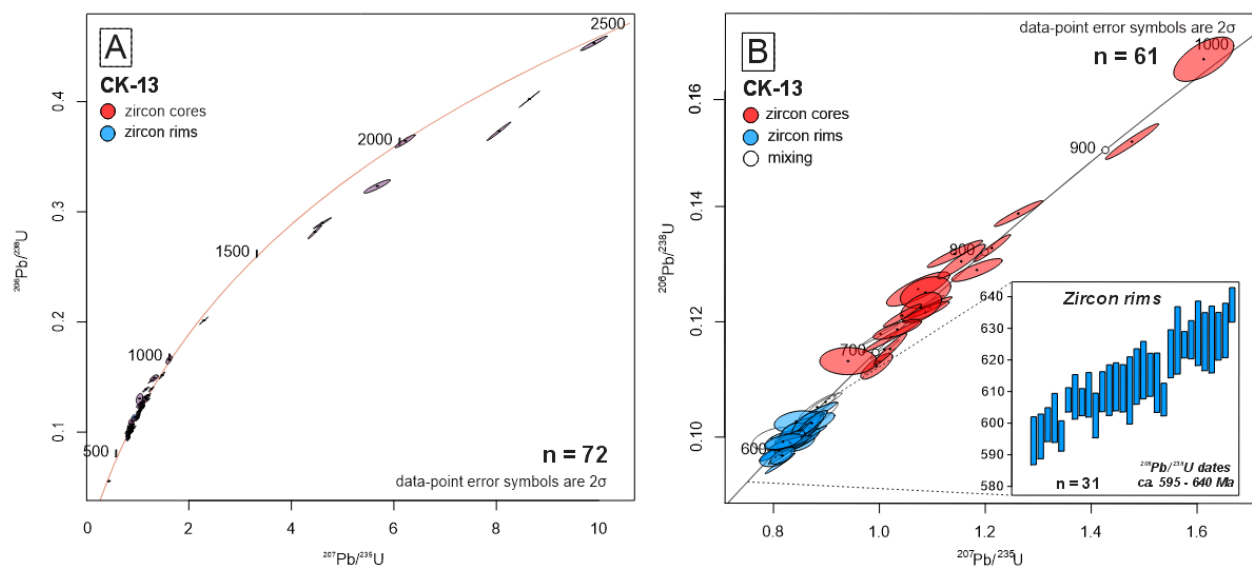 A
CK-13
zircon cores
zircon rims
2500
2000
1500
1000
500
n = 72
data-point error symbols are 2σ
0.4
0.3
0.2
0.1
²⁰⁶Pb/²³⁸U
0 2 4 6 8 10
²⁰⁷Pb/²³⁵U
B
data-point error symbols are 2σ
n = 61
CK-13
zircon cores
zircon rims
mixing
1000
900
800
700
600
0.16
0.14
0.12
0.10
²⁰⁶Pb/²³⁸U
0.8 1.0 1.2 1.4 1.6
²⁰⁷Pb/²³⁵U
Zircon rims
640
630
620
610
600
590
580
n = 31
²⁰⁶Pb/²³⁸U dates
ca. 595 - 640 Ma